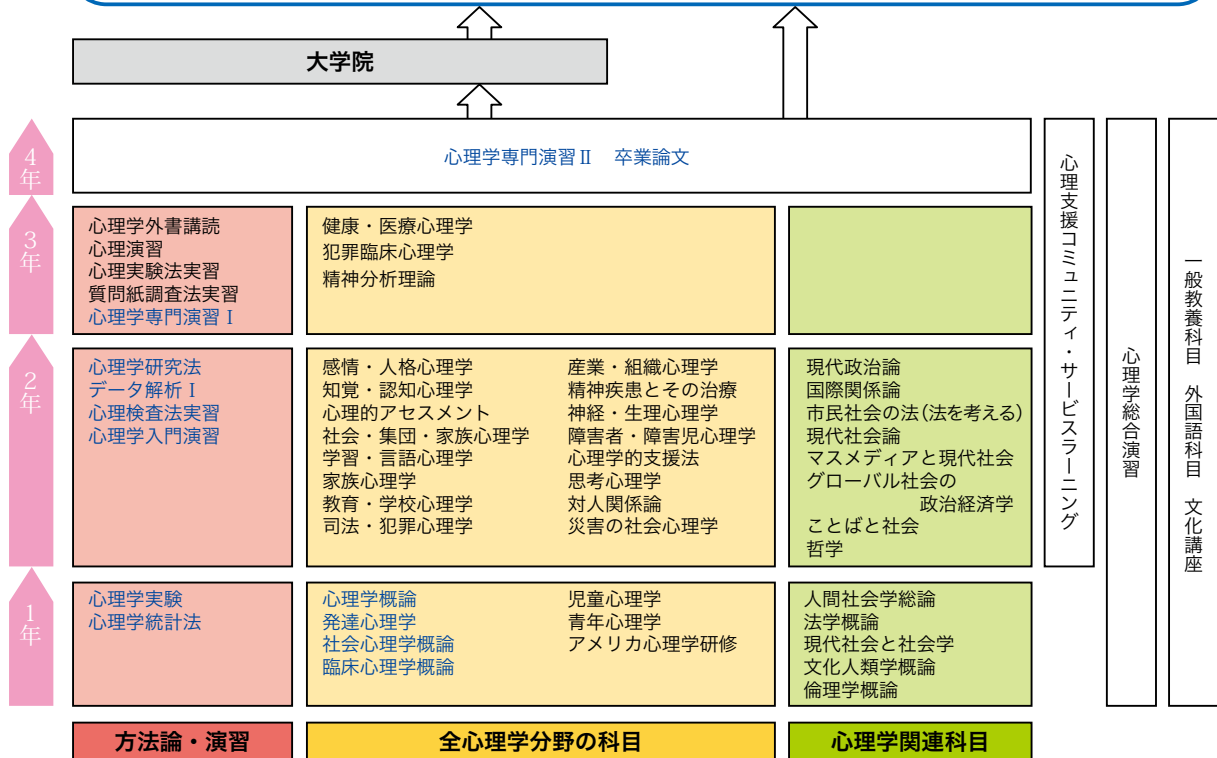 大学院
4年
心理学専門演習Ⅱ 卒業論文
3年
心理学外書講読
心理演習
心理実験法実習
質問紙調査法実習
心理学専門演習Ⅰ
健康・医療心理学
犯罪臨床心理学
精神分析理論
2年
心理学研究法
データ解析Ⅰ
心理検査法実習
心理学入門演習
感情・人格心理学
知覚・認知心理学
心理的アセスメント
社会・集団・家族心理学
学習・言語心理学
家族心理学
教育・学校心理学
司法・犯罪心理学
産業・組織心理学
精神疾患とその治療
神経・生理心理学
障害者・障害児心理学
心理学的支援法
思考心理学
対人関係論
災害の社会心理学
現代政治論
国際関係論
市民社会の法(法を考える)
現代社会論
マスメディアと現代社会
グローバル社会の
政治経済学
ことばと社会
哲学
1年
心理学実験
心理学統計法
心理学概論
発達心理学
社会心理学概論
臨床心理学概論
児童心理学
青年心理学
アメリカ心理学研修
人間社会学総論
法学概論
現代社会と社会学
文化人類学概論
倫理学概論
方法論・演習
全心理学分野の科目
心理学関連科目
心理支援コミュニティ・サービスラーニング
心理学総合演習
一般教養科目 外国語科目 文化講座